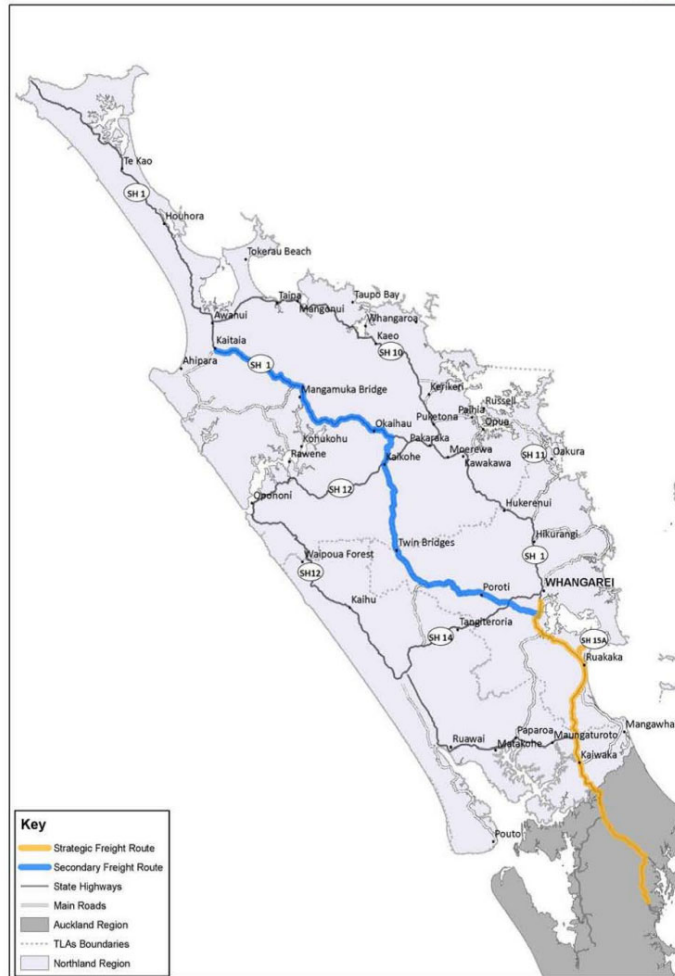 Te Kao
SH 1
Houhora
Tokerau Beach
Taipa
Mangonui
Taupo Bay
Whangaroa
Awanui
Kaeo
Kaitaia
SH 10
Ahipara
SH 1
Mangamuka Bridge
Kerikeri
Russell
Puketona
Paihia
Opua
Okaihau
Pakaraka
Kohukohu
Moerewa
Oakura
Rawene
Kaikohe
Kawakawa
SH 11
SH 12
Opononi
Hukerenui
Hikurangi
Twin Bridges
SH 1
Waipoua Forest
SH12
WHANGAREI
Poroti
Kaihu
Tangiteroria
SH 14
SH 15A
Ruakaka
Mangawha
Paparoa
Maungaturoto
Ruawai
Matakohe
Kaiwaka
Pouto
Key
Strategic Freight Route
Secondary Freight Route
State Highways
Main Roads
Auckland Region
TLAs Boundaries
Northland Region